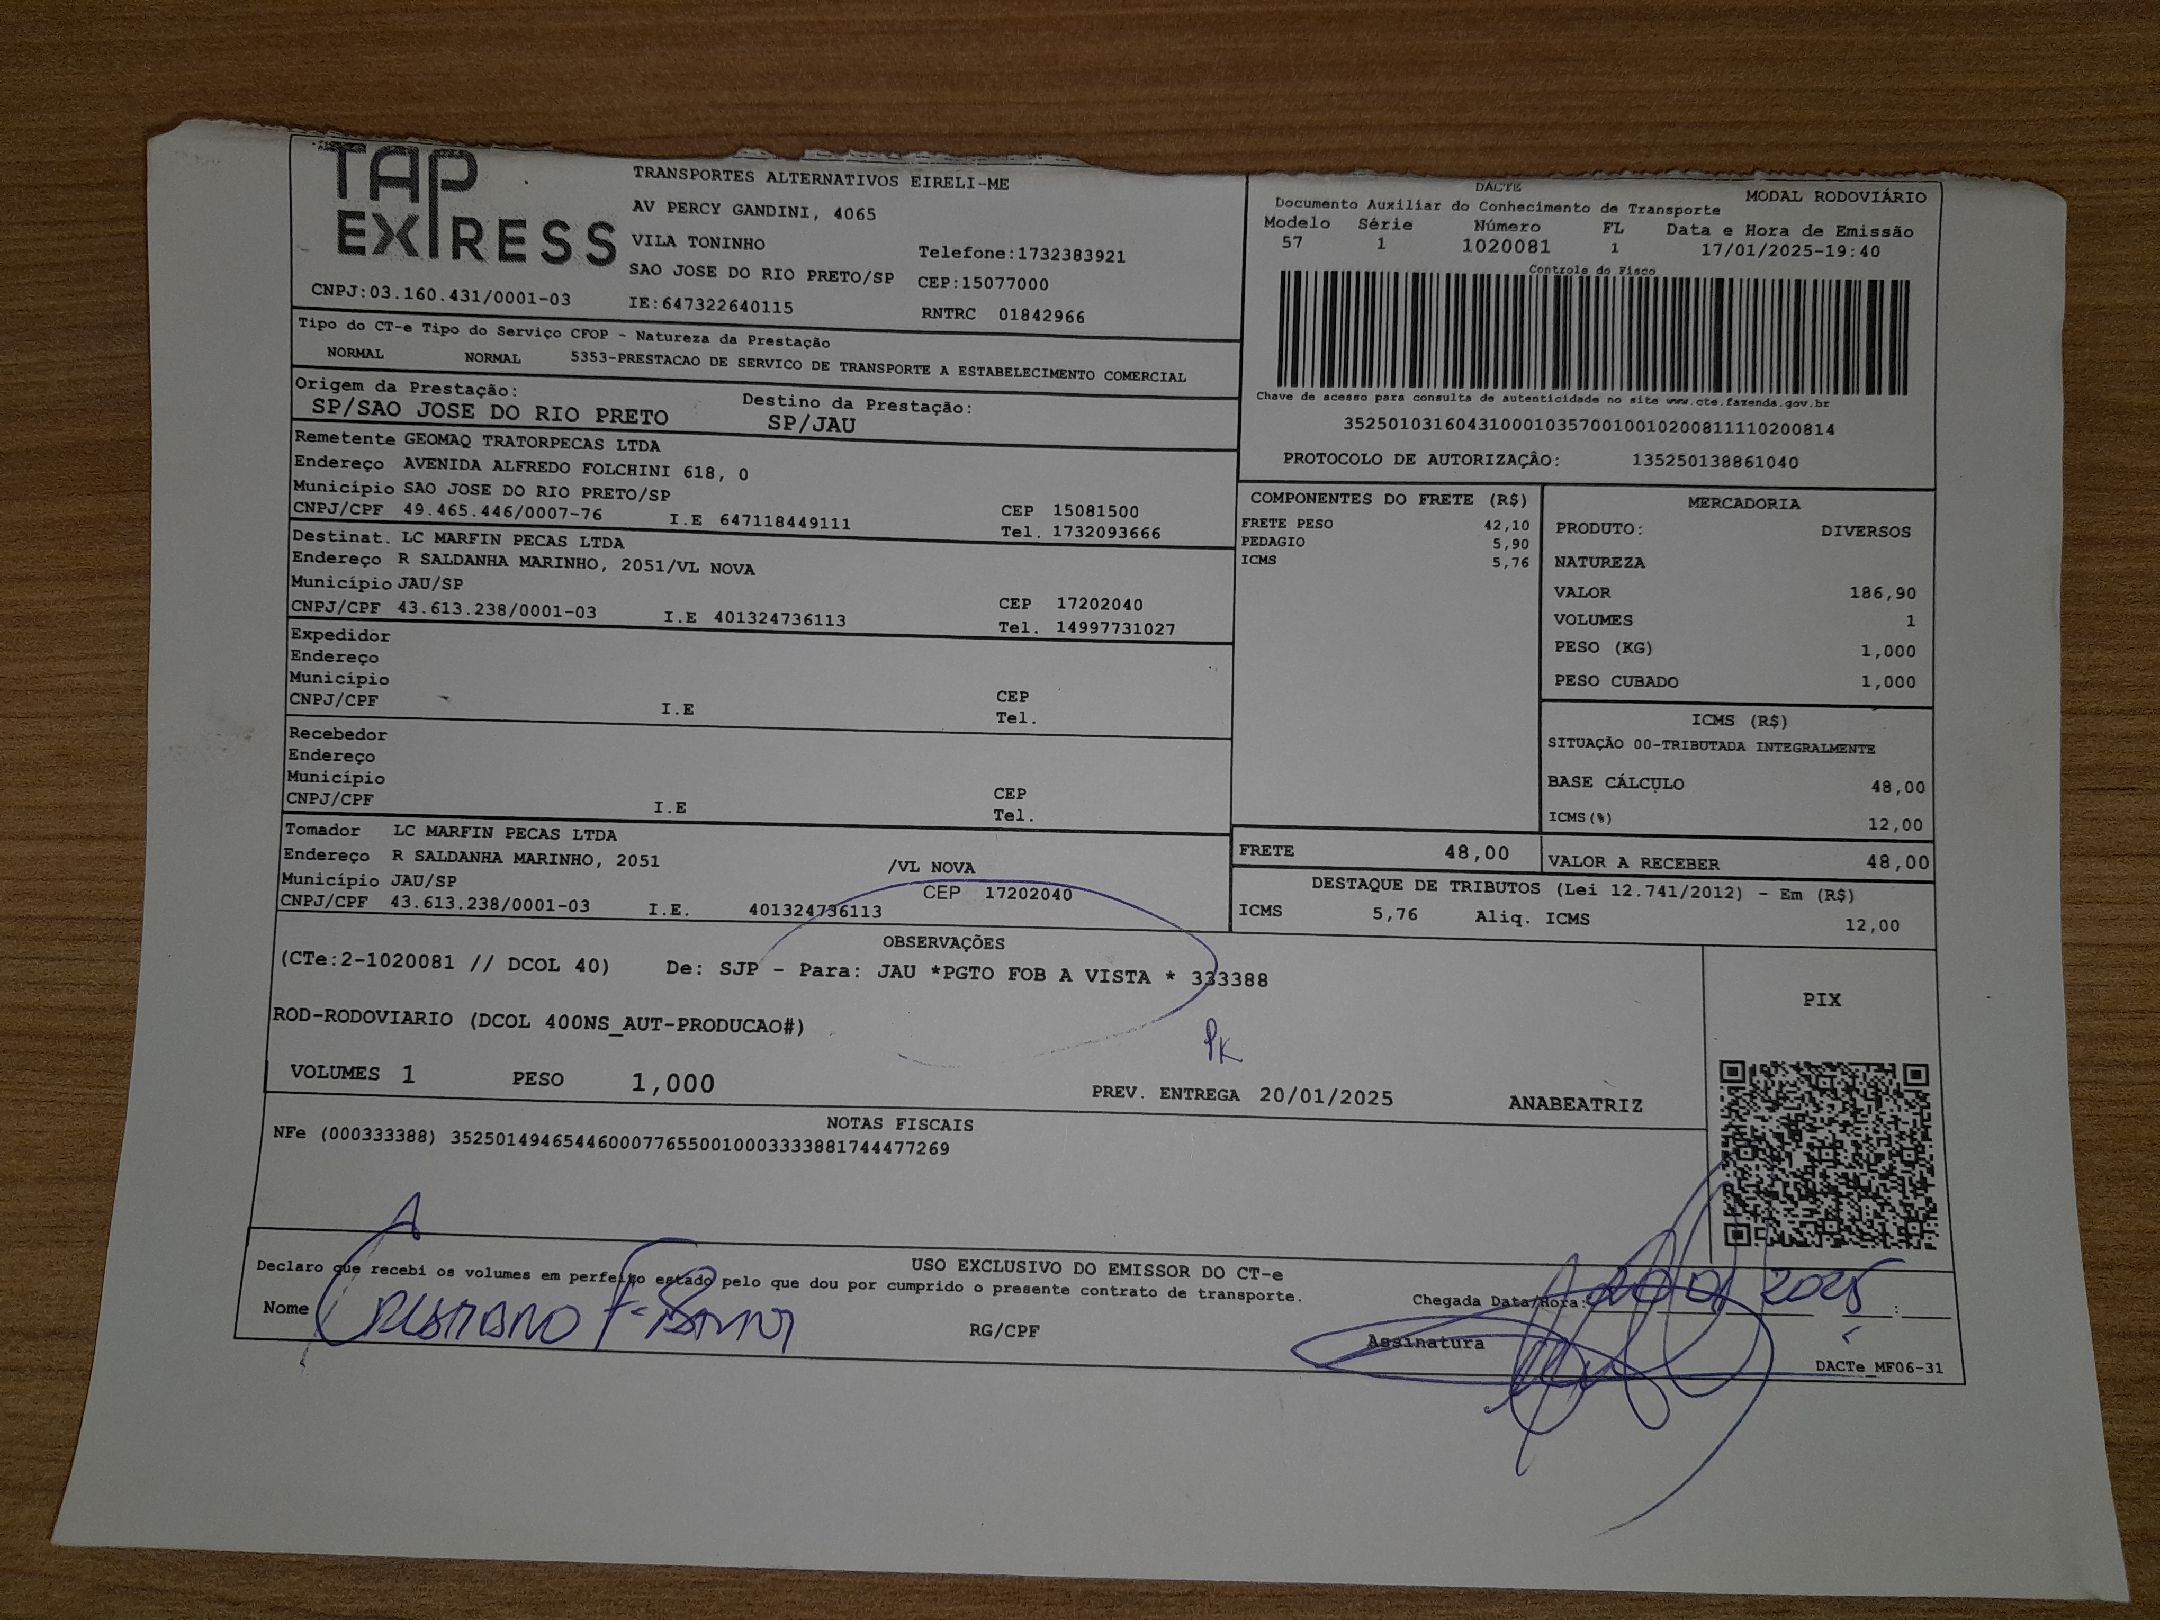 TAP EXPRESS
TRANSPORTES ALTERNATIVOS EIRELI-ME
AV PERCY GANDINI, 4065
VILA TONINHO
Telefone:1732383921
SAO JOSE DO RIO PRETO/SP CEP:15077000
CNPJ:03.160.431/0001-03 IE:647322640115 RNTRC 01842966
DACTE MODAL RODOVIÁRIO
Documento Auxiliar do Conhecimento de Transporte
Modelo Série Número FL Data e Hora de Emissão
57 1 1020081 1 17/01/2025-19:40
Controle do Fisco
Chave de acesso para consulta de autenticidade no site www.cte.fazenda.gov.br
35250103160431000103570010010200811110200814
PROTOCOLO DE AUTORIZAÇÃO: 135250138861040
Tipo do CT-e Tipo do Serviço CFOP - Natureza da Prestação
NORMAL NORMAL 5353-PRESTACAO DE SERVICO DE TRANSPORTE A ESTABELECIMENTO COMERCIAL
Origem da Prestação: Destino da Prestação:
SP/SAO JOSE DO RIO PRETO SP/JAU
Remetente GEOMAQ TRATORPECAS LTDA
Endereço AVENIDA ALFREDO FOLCHINI 618, 0
Município SAO JOSE DO RIO PRETO/SP CEP 15081500
CNPJ/CPF 49.465.446/0007-76 I.E 647118449111 Tel. 1732093666
Destinat. LC MARFIN PECAS LTDA
Endereço R SALDANHA MARINHO, 2051/VL NOVA
Município JAU/SP CEP 17202040
CNPJ/CPF 43.613.238/0001-03 I.E 401324736113 Tel. 14997731027
Expedidor
Endereço
Município CEP
CNPJ/CPF I.E Tel.
Recebedor
Endereço
Município CEP
CNPJ/CPF I.E Tel.
Tomador LC MARFIN PECAS LTDA
Endereço R SALDANHA MARINHO, 2051 /VL NOVA
Município JAU/SP CEP 17202040
CNPJ/CPF 43.613.238/0001-03 I.E. 401324736113
COMPONENTES DO FRETE (R$)
FRETE PESO 42,10
PEDAGIO 5,90
ICMS 5,76
MERCADORIA
PRODUTO: DIVERSOS
NATUREZA
VALOR 186,90
VOLUMES 1
PESO (KG) 1,000
PESO CUBADO 1,000
ICMS (R$)
SITUAÇÃO 00-TRIBUTADA INTEGRALMENTE
BASE CÁLCULO 48,00
ICMS(%) 12,00
FRETE 48,00 VALOR A RECEBER 48,00
DESTAQUE DE TRIBUTOS (Lei 12.741/2012) - Em (R$)
ICMS 5,76 Aliq. ICMS 12,00
OBSERVAÇÕES
(CTe:2-1020081 // DCOL 40) De: SJP - Para: JAU *PGTO FOB A VISTA * 333388
ROD-RODOVIARIO (DCOL 400NS_AUT-PRODUCAO#)
VOLUMES 1 PESO 1,000 PREV. ENTREGA 20/01/2025 ANABEATRIZ
PIX
NOTAS FISCAIS
NFe (000333388) 35250149465446000776550010003333881744477269
USO EXCLUSIVO DO EMISSOR DO CT-e
Declaro que recebi os volumes em perfeito estado pelo que dou por cumprido o presente contrato de transporte.
Chegada Data/Hora: 20 01 2025 :
Nome RG/CPF Assinatura
DACTe_MF06-31